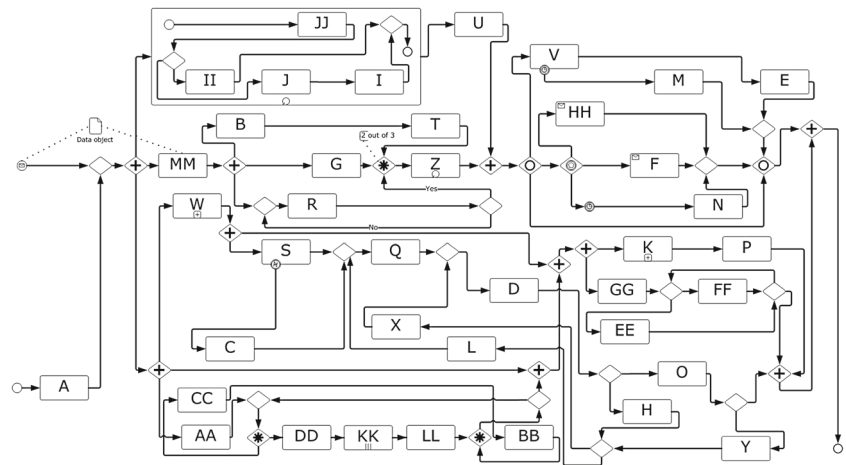 JJ
U
II
J
I
V
M
E
Data object
B
T
2 out of 3
HH
MM
G
Z
F
Yes
W
R
N
No
S
Q
K
P
D
GG
FF
X
EE
C
L
A
O
CC
H
AA
DD
KK
LL
BB
Y